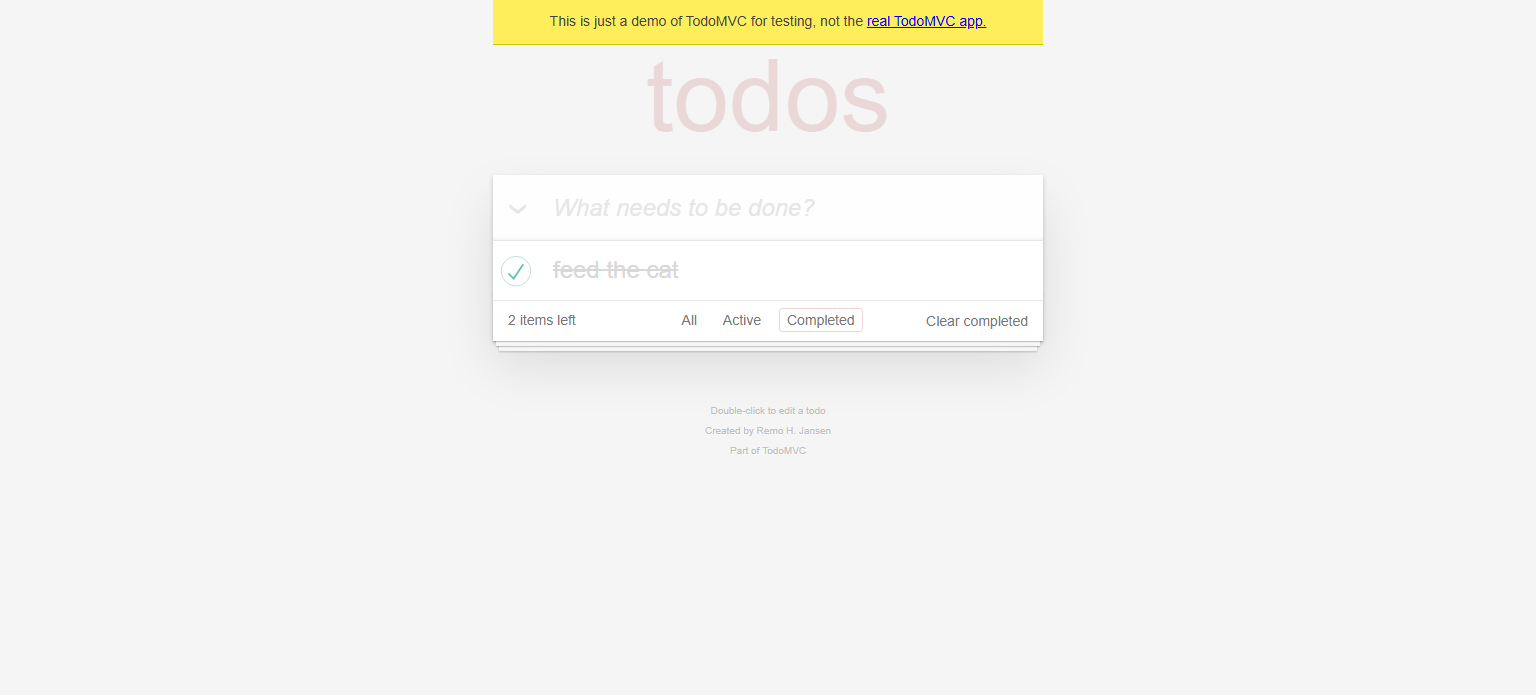 This is just a demo of TodoMVC for testing, not the real TodoMVC app.
todos
What needs to be done?
feed the cat
2 items left All Active Completed Clear completed
Double-click to edit a todo
Created by Remo H. Jansen
Part of TodoMVC